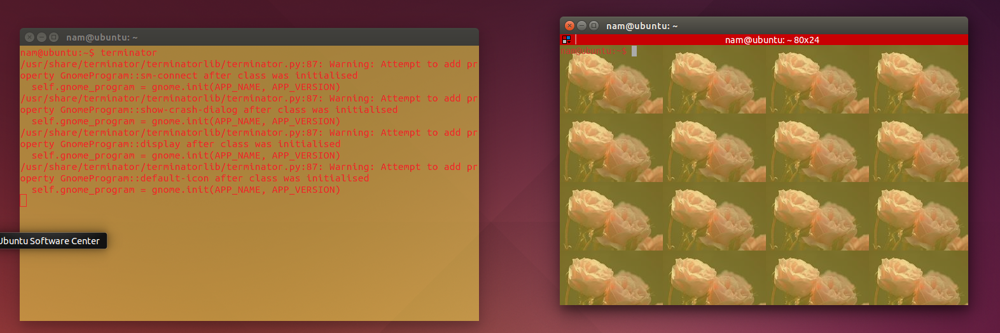 nam@ubuntu: ~
nam@ubuntu:~$ terminator
/usr/share/terminator/terminatorlib/terminator.py:87: Warning: Attempt to add pr
operty GnomeProgram::sm-connect after class was initialised
  self.gnome_program = gnome.init(APP_NAME, APP_VERSION)
/usr/share/terminator/terminatorlib/terminator.py:87: Warning: Attempt to add pr
operty GnomeProgram::show-crash-dialog after class was initialised
  self.gnome_program = gnome.init(APP_NAME, APP_VERSION)
/usr/share/terminator/terminatorlib/terminator.py:87: Warning: Attempt to add pr
operty GnomeProgram::display after class was initialised
  self.gnome_program = gnome.init(APP_NAME, APP_VERSION)
/usr/share/terminator/terminatorlib/terminator.py:87: Warning: Attempt to add pr
operty GnomeProgram::default-icon after class was initialised
  self.gnome_program = gnome.init(APP_NAME, APP_VERSION)
Ubuntu Software Center
nam@ubuntu: ~
nam@ubuntu: ~ 80x24
nam@ubuntu:~$